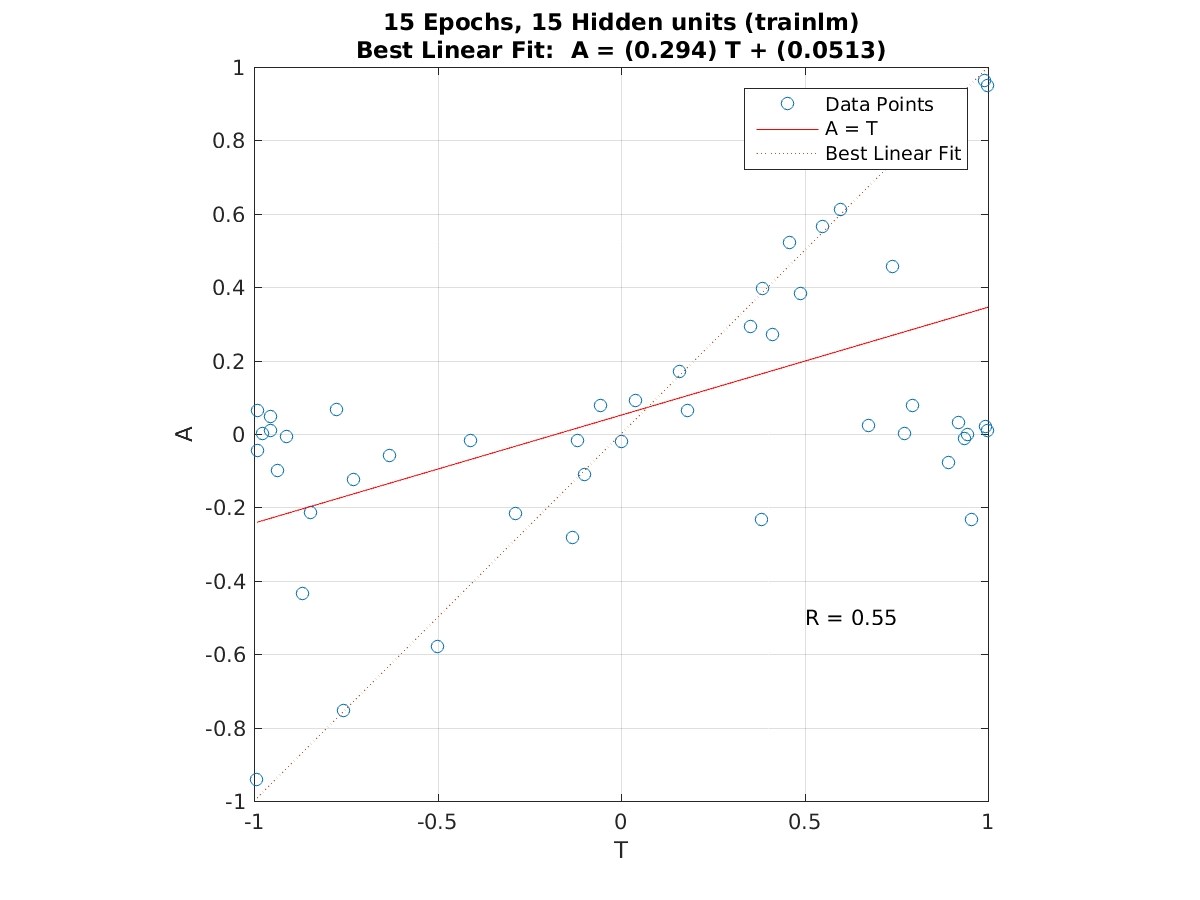 15 Epochs, 15 Hidden units (trainlm)
Best Linear Fit:  A = (0.294) T + (0.0513)
1
0.8
0.6
0.4
0.2
0
-0.2
-0.4
-0.6
-0.8
-1
A
Data Points
A = T
Best Linear Fit
R = 0.55
-1
-0.5
0
0.5
1
T